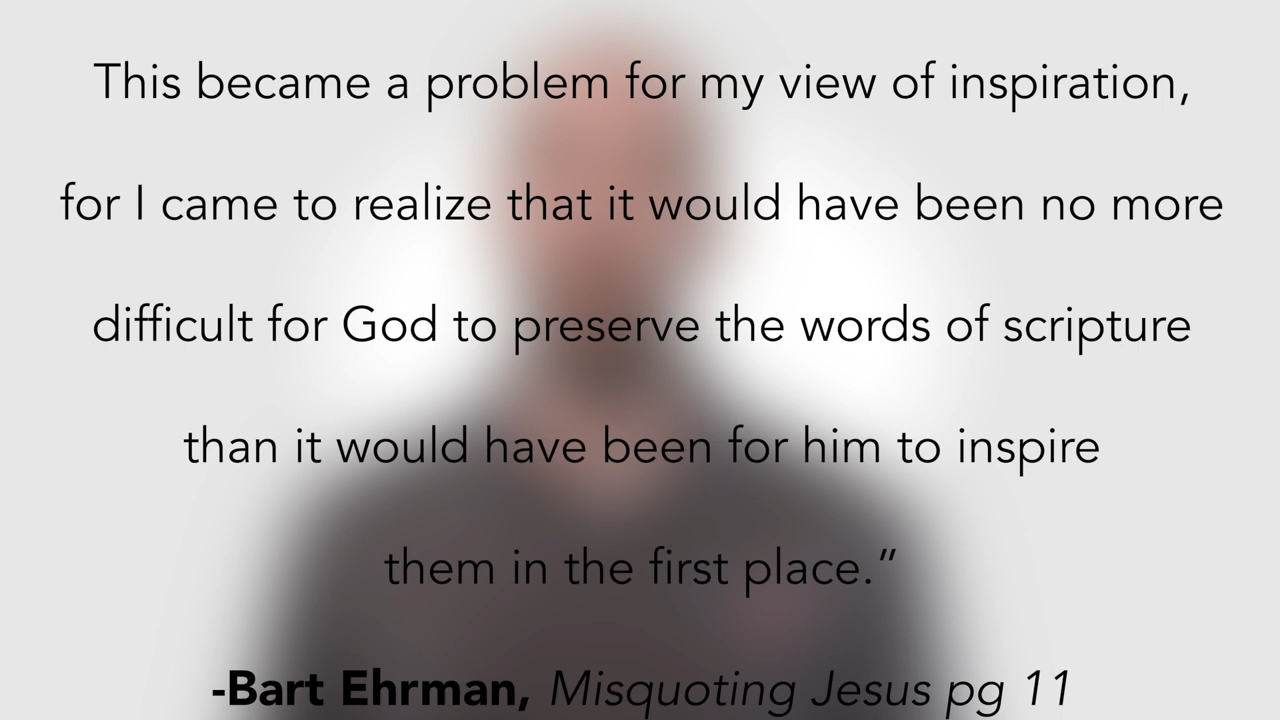 This became a problem for my view of inspiration,
for I came to realize that it would have been no more
difficult for God to preserve the words of scripture
than it would have been for him to inspire
them in the first place.”
-Bart Ehrman, Misquoting Jesus pg 11